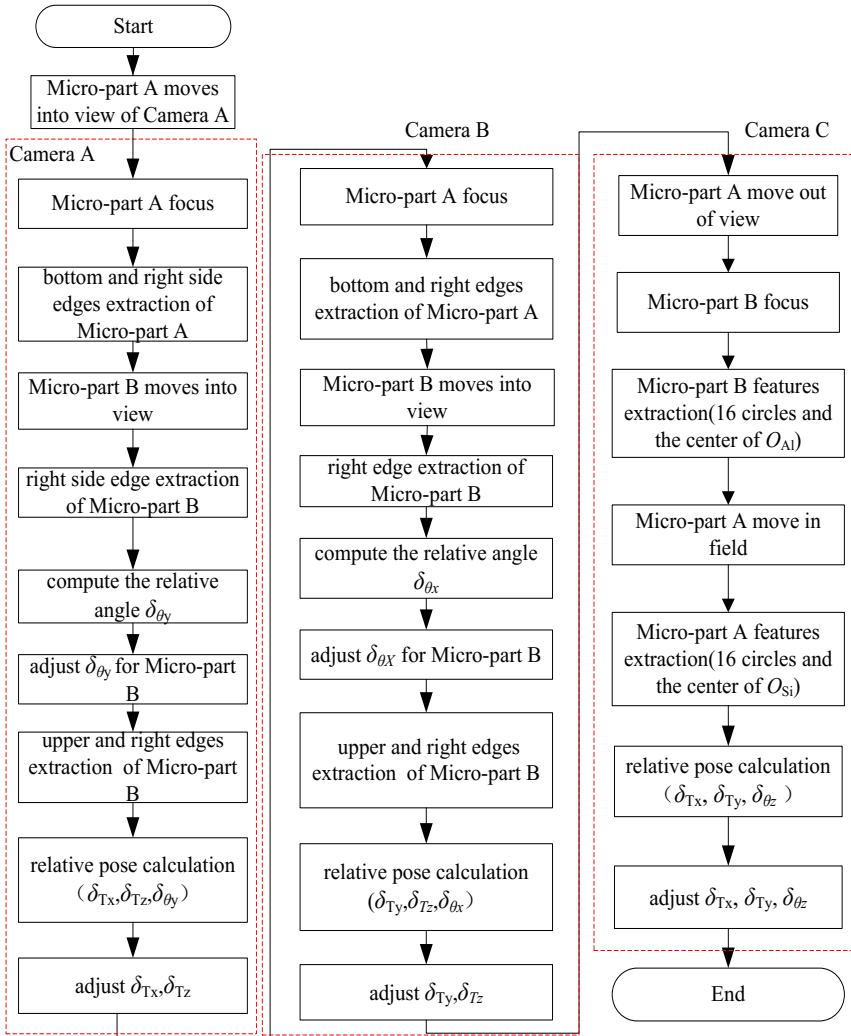 Start
Micro-part A moves
into view of Camera A
Camera A
Micro-part A focus
bottom and right side
edges extraction of
Micro-part A
Micro-part B moves into
view
right side edge extraction
of Micro-part B
compute the relative
angle δθy
adjust δθy for Micro-part
B
upper and right edges
extraction of Micro-part
B
relative pose calculation
（δTx,δTz,δθy）
adjust δTx,δTz
Camera B
Micro-part A focus
bottom and right edges
extraction of Micro-part A
Micro-part B moves into
view
right edge extraction of
Micro-part B
compute the relative angle
δθx
adjust δθX for Micro-part B
upper and right edges
extraction of Micro-part B
relative pose calculation
(δTy,δTz,δθx）
adjust δTy,δTz
Camera C
Micro-part A move out
of view
Micro-part B focus
Micro-part B features
extraction(16 circles and
the center of OAl)
Micro-part A move in
field
Micro-part A features
extraction(16 circles and
the center of OSi)
relative pose calculation
（δTx, δTy, δθz ）
adjust δTx, δTy, δθz
End